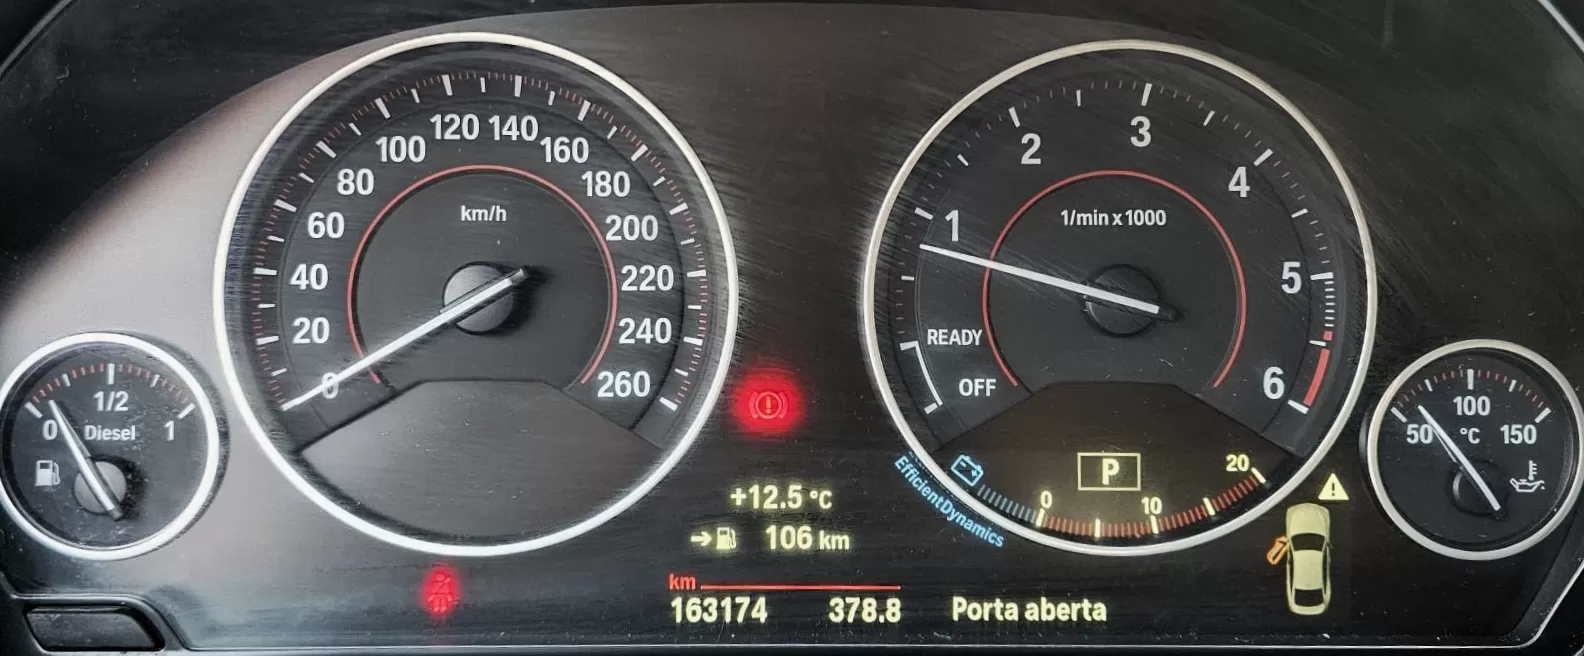 km/h
0
20
40
60
80
100
120
140
160
180
200
220
240
260
1/min x 1000
OFF
READY
1
2
3
4
5
6
0
1/2
1
Diesel
50
100
150
°C
P
0
10
20
EfficientDynamics
+12.5 °C
➔ 106 km
km
163174 378.8
Porta aberta